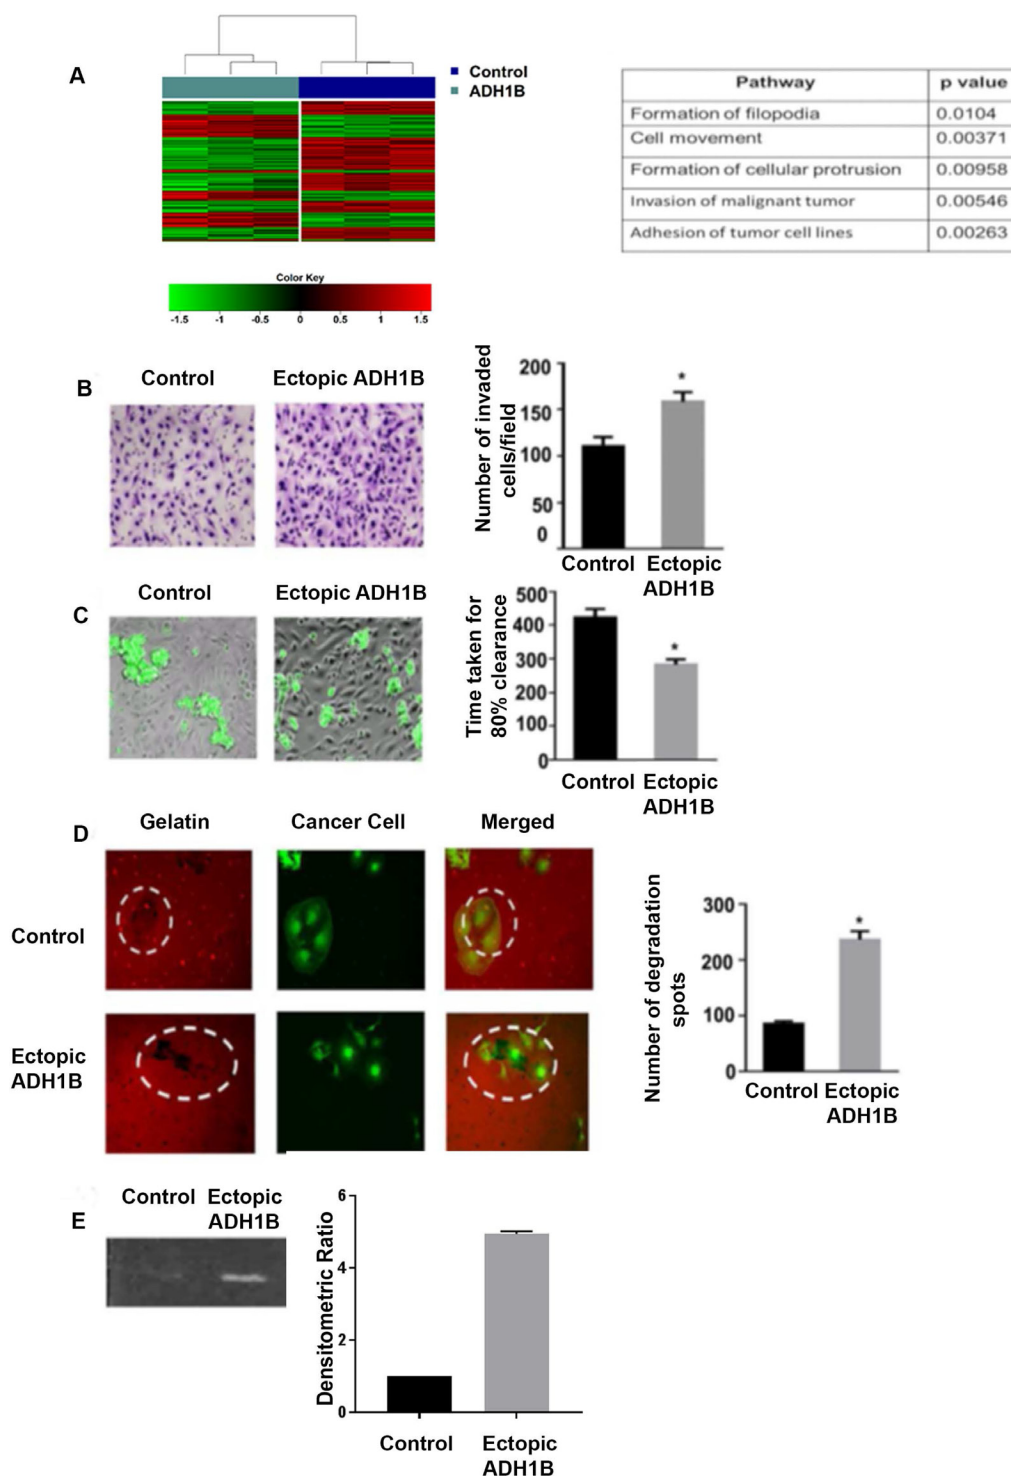 A
Control
ADH1B
Color Key
-1.5 -1 -0.5 0 0.5 1 1.5
Pathway p value
Formation of filopodia 0.0104
Cell movement 0.00371
Formation of cellular protrusion 0.00958
Invasion of malignant tumor 0.00546
Adhesion of tumor cell lines 0.00263
B
Control Ectopic ADH1B
Number of invaded
cells/field
200
150
100
50
0
*
Control Ectopic
ADH1B
C
Control Ectopic ADH1B
Time taken for
80% clearance
500
400
300
200
100
0
*
Control Ectopic
ADH1B
D
Gelatin Cancer Cell Merged
Control
Ectopic
ADH1B
Number of degradation
spots
300
200
100
0
*
Control Ectopic
ADH1B
E
Control Ectopic
ADH1B
Densitometric Ratio
6
4
2
0
Control Ectopic
ADH1B